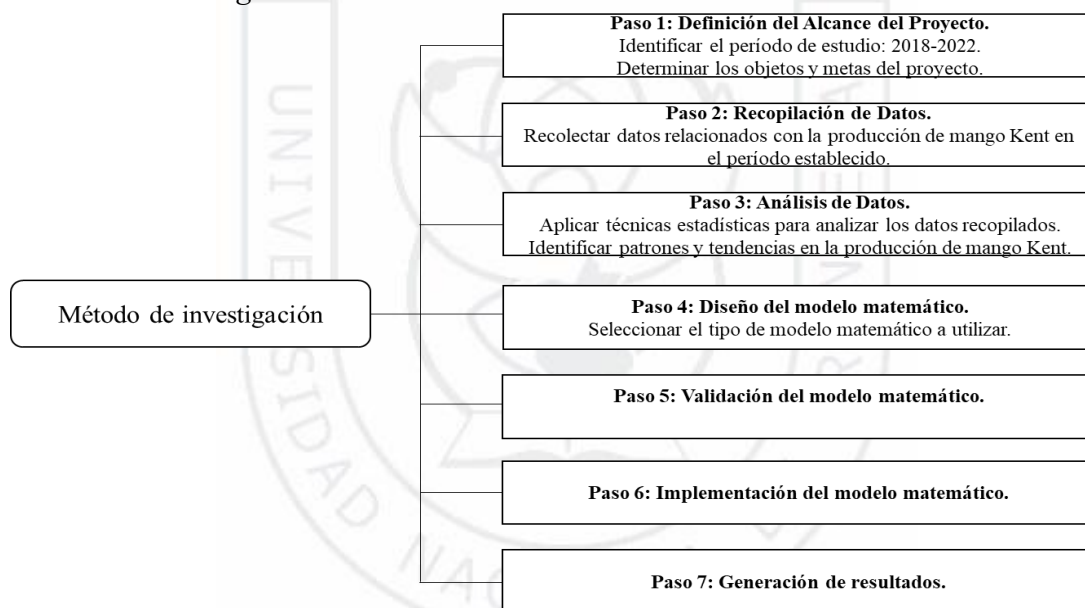 Paso 1: Definición del Alcance del Proyecto.
Identificar el período de estudio: 2018-2022.
Determinar los objetos y metas del proyecto.
Paso 2: Recopilación de Datos.
Recolectar datos relacionados con la producción de mango Kent en
el período establecido.
Paso 3: Análisis de Datos.
Aplicar técnicas estadísticas para analizar los datos recopilados.
Identificar patrones y tendencias en la producción de mango Kent.
Método de investigación
Paso 4: Diseño del modelo matemático.
Seleccionar el tipo de modelo matemático a utilizar.
Paso 5: Validación del modelo matemático.
Paso 6: Implementación del modelo matemático.
Paso 7: Generación de resultados.